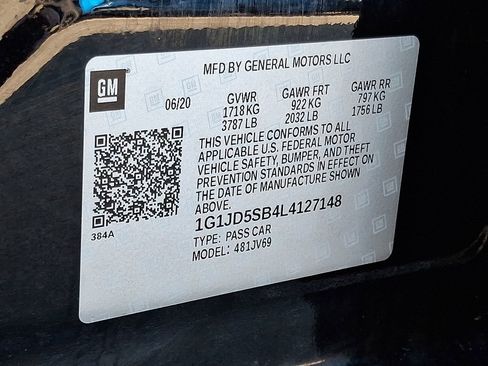 MFD BY GENERAL MOTORS LLC
GM
06/20 GVWR GAWR FRT GAWR RR
1718 KG 922 KG 797 KG
3787 LB 2032 LB 1756 LB
THIS VEHICLE CONFORMS TO ALL
APPLICABLE U.S. FEDERAL MOTOR
VEHICLE SAFETY, BUMPER, AND THEFT
PREVENTION STANDARDS IN EFFECT ON
THE DATE OF MANUFACTURE SHOWN
ABOVE.
384A
1G1JD5SB4L4127148
TYPE: PASS CAR
MODEL: 481JV69